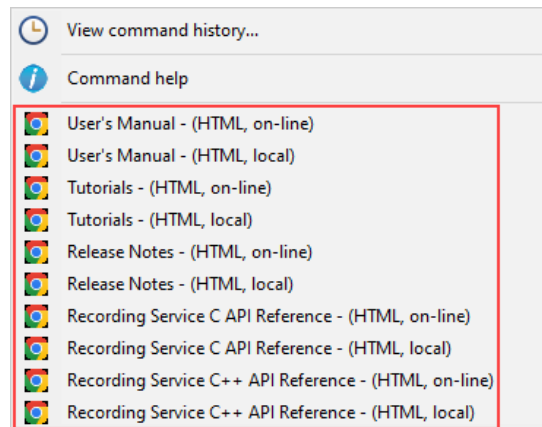 View command history...
Command help
User's Manual - (HTML, on-line)
User's Manual - (HTML, local)
Tutorials - (HTML, on-line)
Tutorials - (HTML, local)
Release Notes - (HTML, on-line)
Release Notes - (HTML, local)
Recording Service C API Reference - (HTML, on-line)
Recording Service C API Reference - (HTML, local)
Recording Service C++ API Reference - (HTML, on-line)
Recording Service C++ API Reference - (HTML, local)